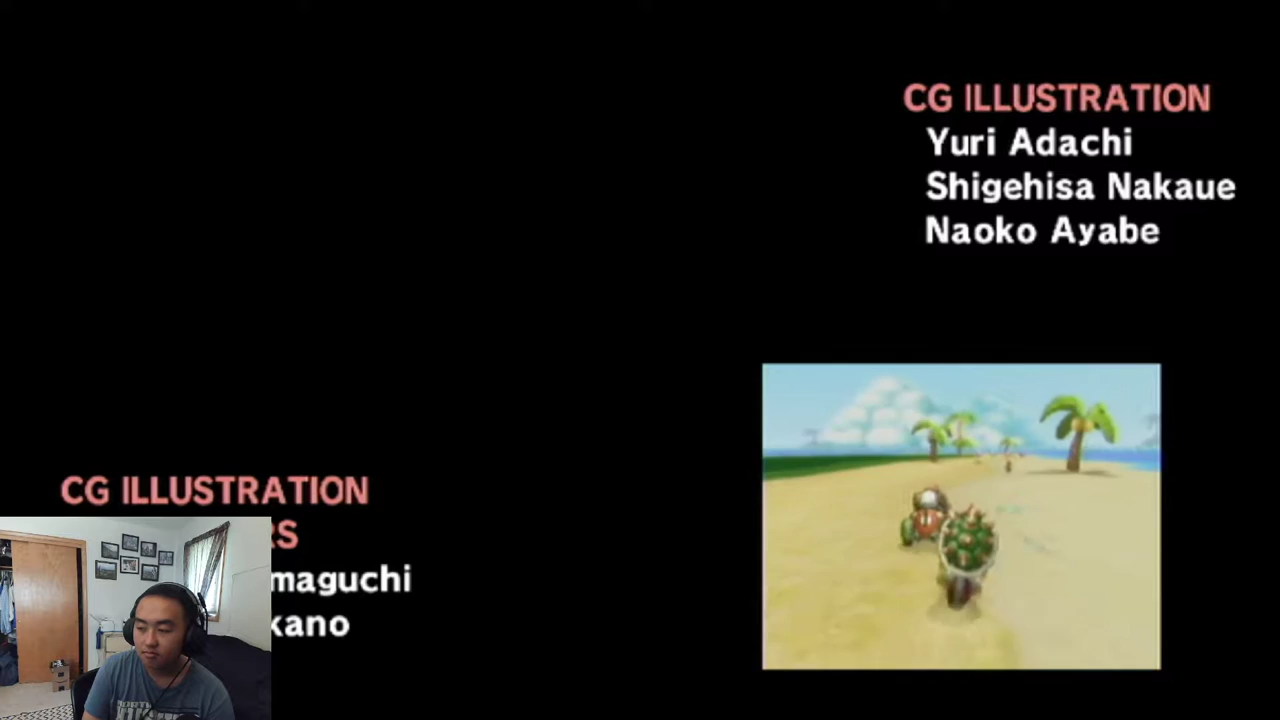 CG ILLUSTRATION
Yuri Adachi
Shigehisa Nakaue
Naoko Ayabe
CG ILLUSTRATION
RS
maguchi
kano